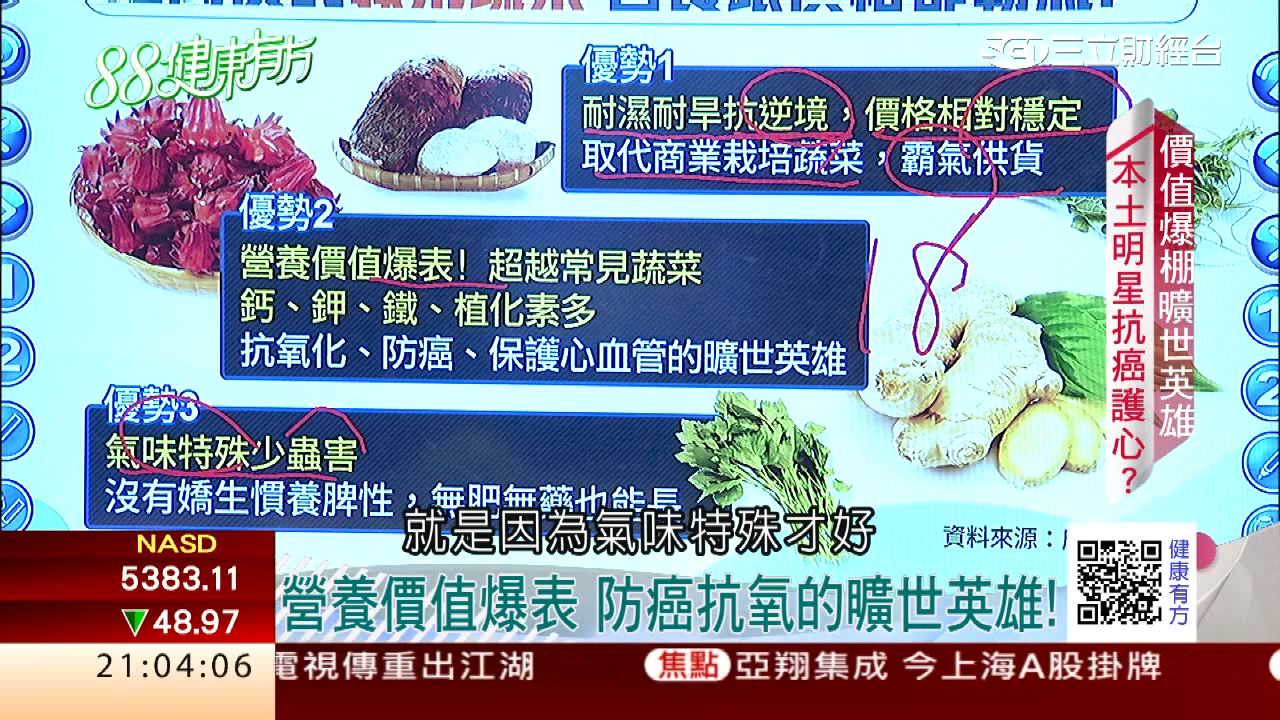 88健康有方
SET三立財經台
優勢1
耐濕耐旱抗逆境，價格相對穩定
取代商業栽培蔬菜，霸氣供貨
優勢2
營養價值爆表！超越常見蔬菜
鈣、鉀、鐵、植化素多
抗氧化、防癌、保護心血管的曠世英雄
優勢3
氣味特殊少蟲害
沒有嬌生慣養脾性，無肥無藥也能長
資料來源：
價值爆棚曠世英雄
本土明星抗癌護心？
就是因為氣味特殊才好
健康有方
營養價值爆表 防癌抗氧的曠世英雄!
NASD
5383.11
▼48.97
21:04:06
電視傳重出江湖
焦點 亞翔集成 今上海A股掛牌